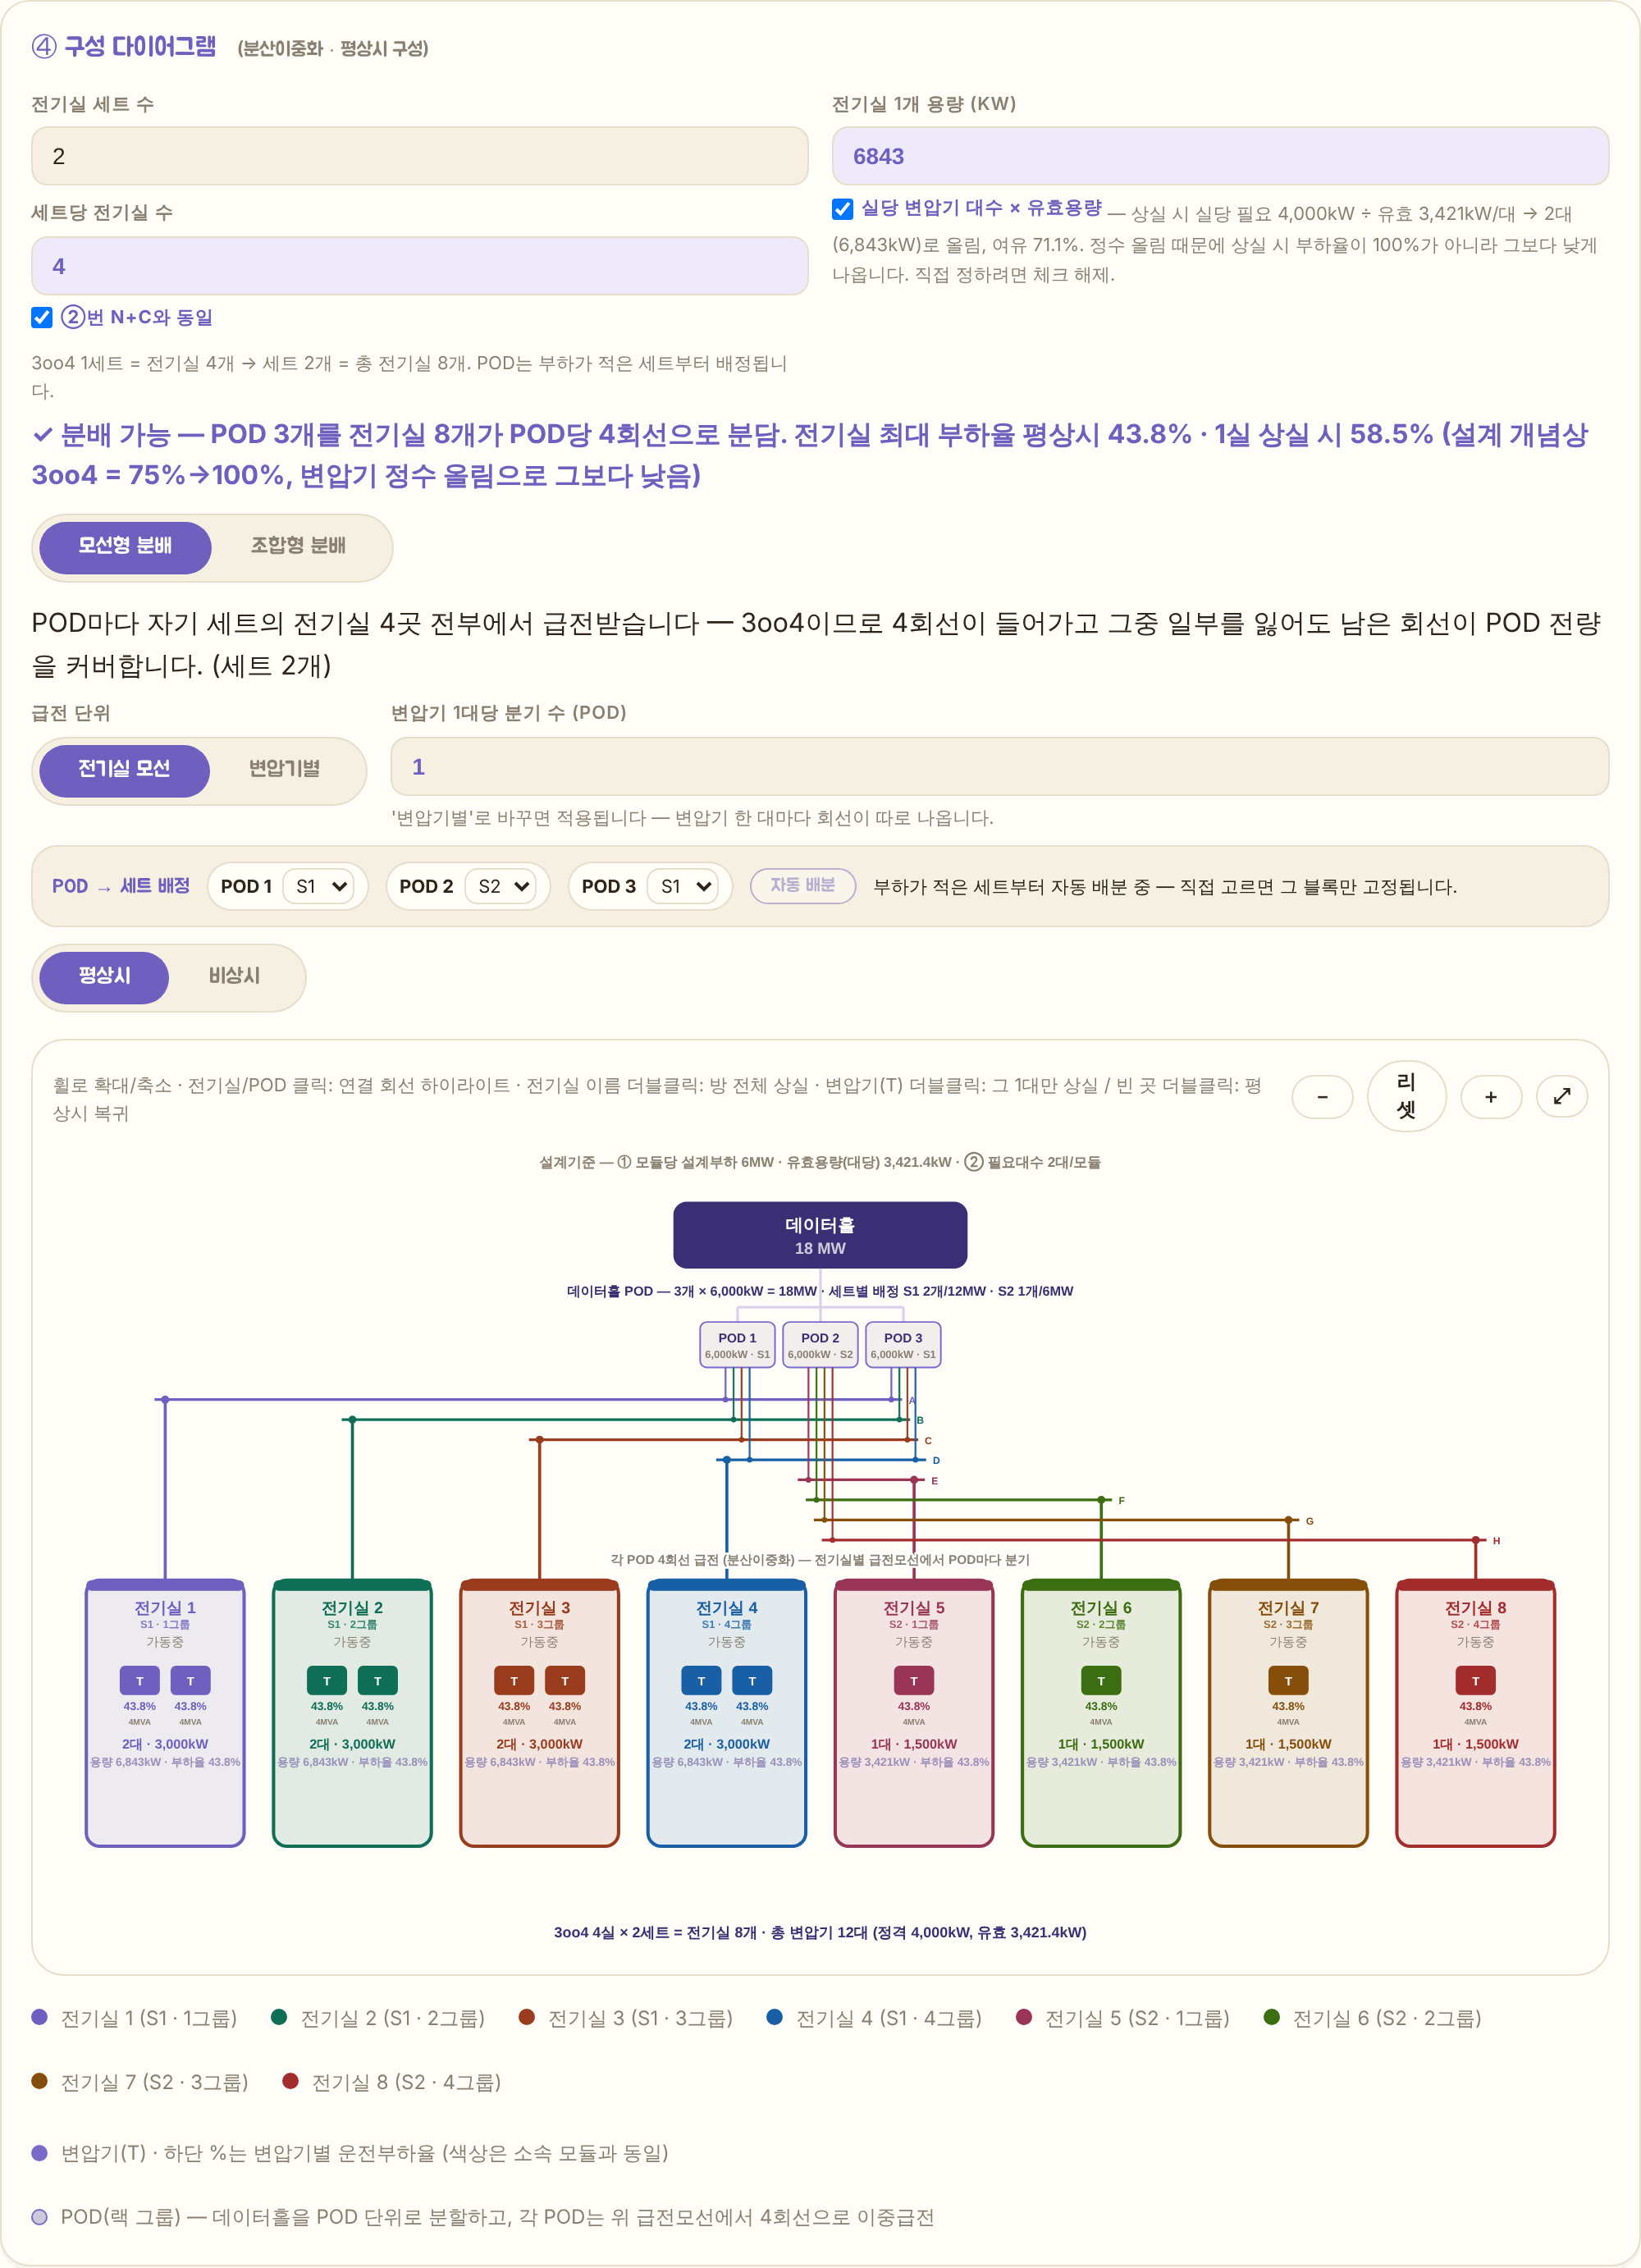 ④ 구성 다이어그램 (분산이중화 · 평상시 구성)
전기실 세트 수
2
세트당 전기실 수
4
②번 N+C와 동일
3oo4 1세트 = 전기실 4개 → 세트 2개 = 총 전기실 8개. POD는 부하가 적은 세트부터 배정됩니
다.
전기실 1개 용량 (KW)
6843
실당 변압기 대수 × 유효용량 — 상실 시 실당 필요 4,000kW ÷ 유효 3,421kW/대 → 2대
(6,843kW)로 올림, 여유 71.1%. 정수 올림 때문에 상실 시 부하율이 100%가 아니라 그보다 낮게
나옵니다. 직접 정하려면 체크 해제.
✓ 분배 가능 — POD 3개를 전기실 8개가 POD당 4회선으로 분담. 전기실 최대 부하율 평상시 43.8% · 1실 상실 시 58.5% (설계 개념상
3oo4 = 75%→100%, 변압기 정수 올림으로 그보다 낮음)
모선형 분배 조합형 분배
POD마다 자기 세트의 전기실 4곳 전부에서 급전받습니다 — 3oo4이므로 4회선이 들어가고 그중 일부를 잃어도 남은 회선이 POD 전량
을 커버합니다. (세트 2개)
급전 단위
전기실 모선 변압기별
변압기 1대당 분기 수 (POD)
1
'변압기별'로 바꾸면 적용됩니다 — 변압기 한 대마다 회선이 따로 나옵니다.
POD → 세트 배정 POD 1 S1 POD 2 S2 POD 3 S1 자동 배분 부하가 적은 세트부터 자동 배분 중 — 직접 고르면 그 블록만 고정됩니다.
평상시 비상시
휠로 확대/축소 · 전기실/POD 클릭: 연결 회선 하이라이트 · 전기실 이름 더블클릭: 방 전체 상실 · 변압기(T) 더블클릭: 그 1대만 상실 / 빈 곳 더블클릭: 평
상시 복귀
−
리
셋
+
⤢
설계기준 — ① 모듈당 설계부하 6MW · 유효용량(대당) 3,421.4kW · ② 필요대수 2대/모듈
데이터홀
18 MW
데이터홀 POD — 3개 × 6,000kW = 18MW · 세트별 배정 S1 2개/12MW · S2 1개/6MW
POD 1 POD 2 POD 3
6,000kW · S1 6,000kW · S2 6,000kW · S1
A
B
C
D
E
F
G
H
각 POD 4회선 급전 (분산이중화) — 전기실별 급전모선에서 POD마다 분기
전기실 1
S1 · 1그룹
가동중
T T
43.8% 43.8%
4MVA 4MVA
2대 · 3,000kW
용량 6,843kW · 부하율 43.8%
전기실 2
S1 · 2그룹
가동중
T T
43.8% 43.8%
4MVA 4MVA
2대 · 3,000kW
용량 6,843kW · 부하율 43.8%
전기실 3
S1 · 3그룹
가동중
T T
43.8% 43.8%
4MVA 4MVA
2대 · 3,000kW
용량 6,843kW · 부하율 43.8%
전기실 4
S1 · 4그룹
가동중
T T
43.8% 43.8%
4MVA 4MVA
2대 · 3,000kW
용량 6,843kW · 부하율 43.8%
전기실 5
S2 · 1그룹
가동중
T
43.8%
4MVA
1대 · 1,500kW
용량 3,421kW · 부하율 43.8%
전기실 6
S2 · 2그룹
가동중
T
43.8%
4MVA
1대 · 1,500kW
용량 3,421kW · 부하율 43.8%
전기실 7
S2 · 3그룹
가동중
T
43.8%
4MVA
1대 · 1,500kW
용량 3,421kW · 부하율 43.8%
전기실 8
S2 · 4그룹
가동중
T
43.8%
4MVA
1대 · 1,500kW
용량 3,421kW · 부하율 43.8%
3oo4 4실 × 2세트 = 전기실 8개 · 총 변압기 12대 (정격 4,000kW, 유효 3,421.4kW)
전기실 1 (S1 · 1그룹) 전기실 2 (S1 · 2그룹) 전기실 3 (S1 · 3그룹) 전기실 4 (S1 · 4그룹) 전기실 5 (S2 · 1그룹) 전기실 6 (S2 · 2그룹)
전기실 7 (S2 · 3그룹) 전기실 8 (S2 · 4그룹)
변압기(T) · 하단 %는 변압기별 운전부하율 (색상은 소속 모듈과 동일)
POD(랙 그룹) — 데이터홀을 POD 단위로 분할하고, 각 POD는 위 급전모선에서 4회선으로 이중급전